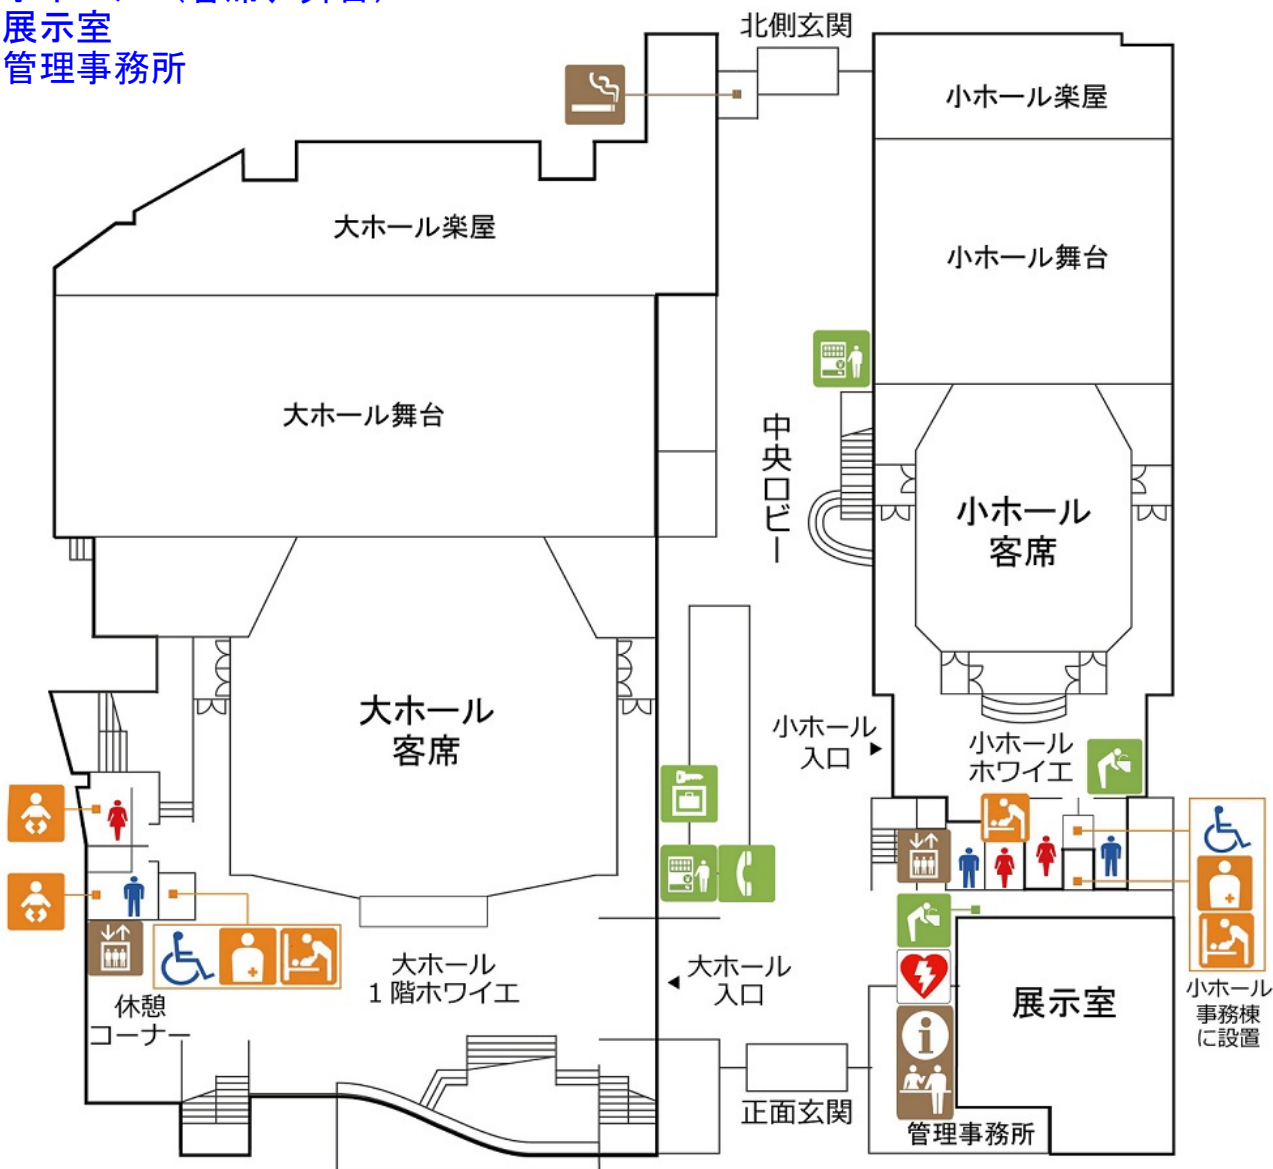 展示室
管理事務所
北側玄関
小ホール楽屋
大ホール楽屋
小ホール舞台
大ホール舞台
中央ロビー
小ホール
客席
大ホール
客席
小ホール
入口
小ホール
ホワイエ
大ホール
1階ホワイエ
大ホール
入口
休憩
コーナー
展示室
小ホール
事務棟
に設置
正面玄関
管理事務所